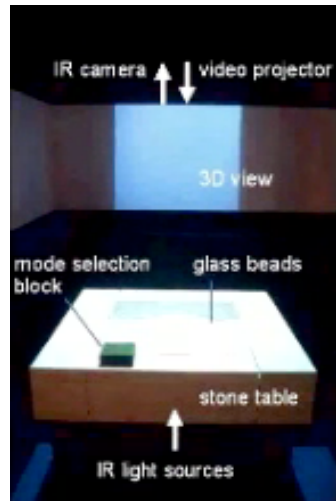 IR camera
video projector
3D view
mode selection
block
glass beads
stone table
IR light sources